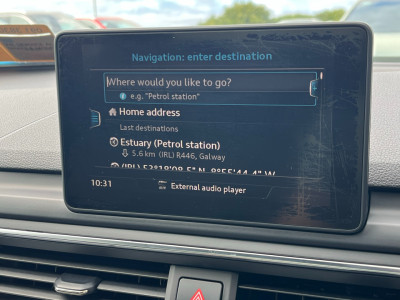 Navigation: enter destination
Where would you like to go?
e.g. "Petrol station"
Home address
Last destinations
Estuary (Petrol station)
5.6 km (IRL) R446, Galway
10:31
External audio player